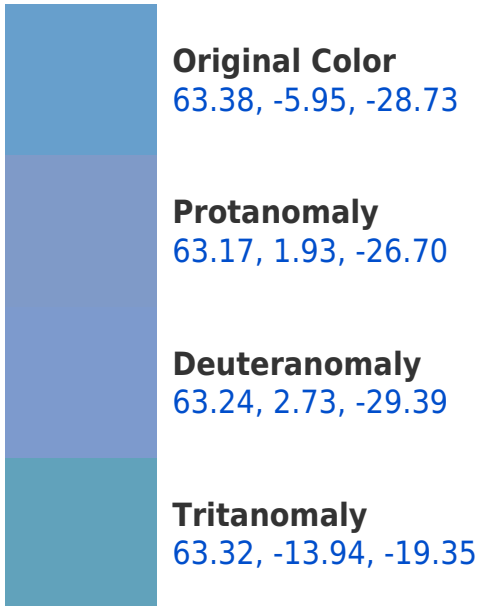 Original Color
63.38, -5.95, -28.73
Protanomaly
63.17, 1.93, -26.70
Deuteranomaly
63.24, 2.73, -29.39
Tritanomaly
63.32, -13.94, -19.35